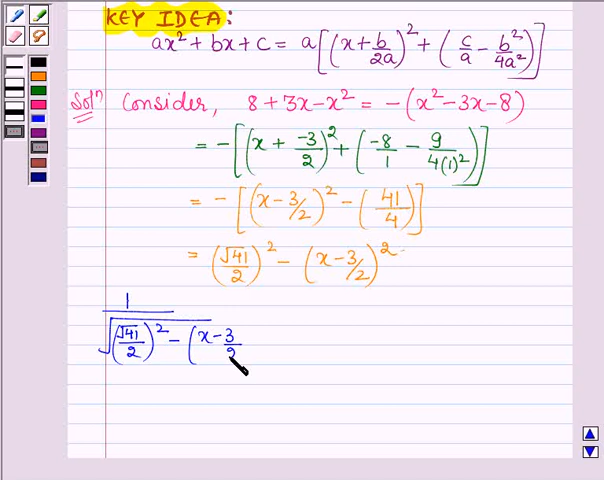 KEY IDEA:
ax² + bx + c = a[(x + b/2a)² + (c/a - b²/4a²)]
Solⁿ Consider, 8 + 3x - x² = -(x² - 3x - 8)
= -[(x + -3/2)² + (-8/1 - 9/4(1)²)]
= -[(x - 3/2)² - (41/4)]
= (√41/2)² - (x - 3/2)²
1/√(√41/2)² - (x - 3/2